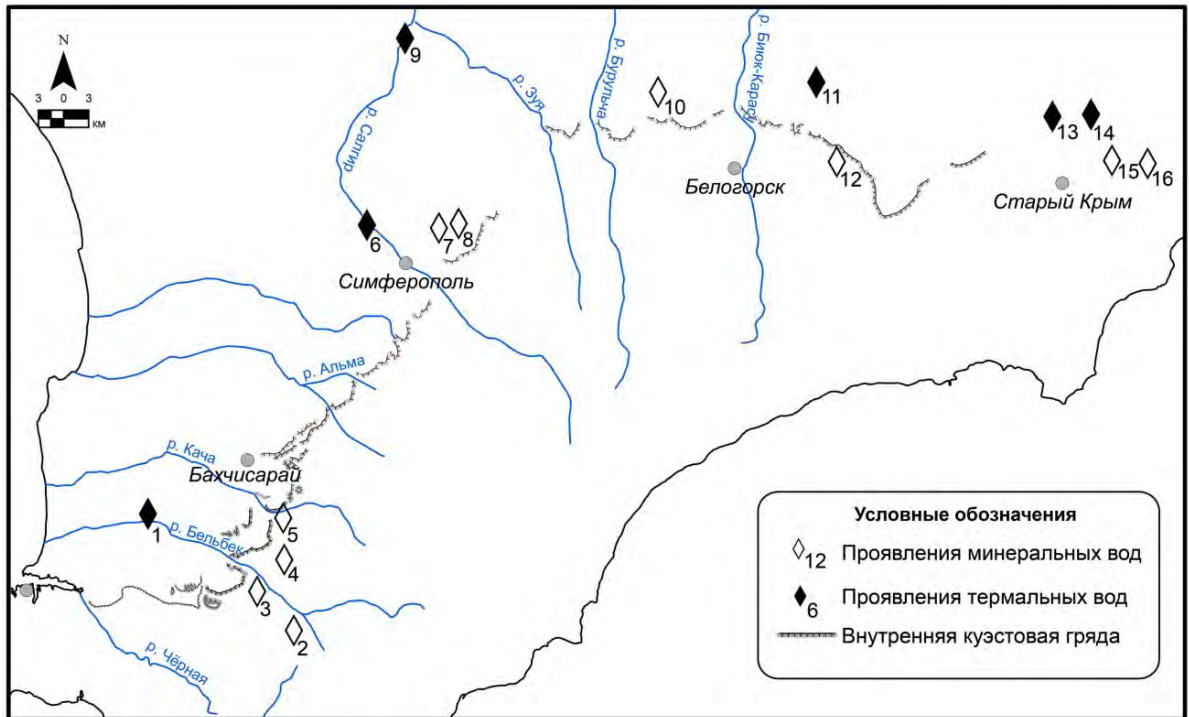 N
3 0 3
км
9
р. Салгир
р. Зуя
р. Бурульча
10
р. Биюк-Карасу
11
13
14
15
16
12
Белогорск
Старый Крым
6
7
8
Симферополь
р. Альма
р. Кача
Бахчисарай
1
р. Бельбек
5
4
3
2
р. Чёрная
Условные обозначения
12 Проявления минеральных вод
6 Проявления термальных вод
Внутренняя куэстовая гряда